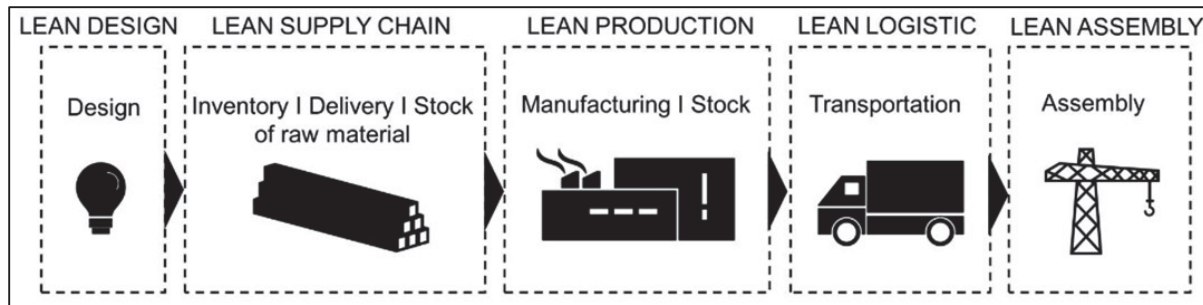 LEAN DESIGN
LEAN SUPPLY CHAIN
LEAN PRODUCTION
LEAN LOGISTIC
LEAN ASSEMBLY
Design
Inventory I Delivery I Stock
of raw material
Manufacturing I Stock
Transportation
Assembly